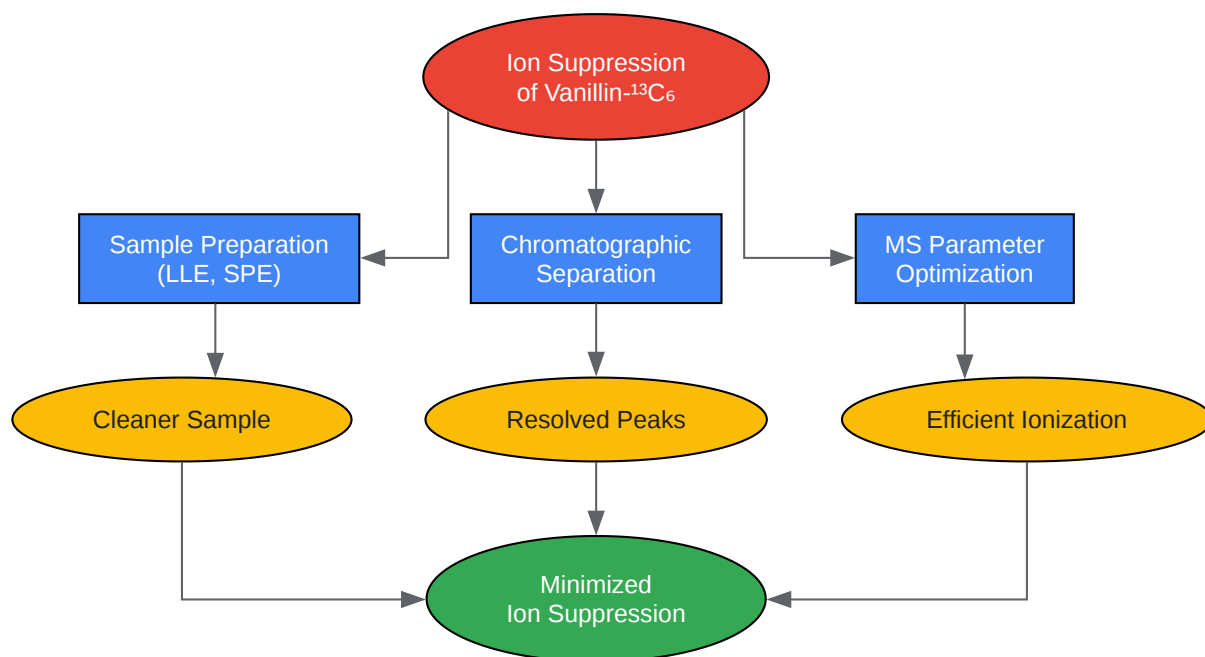 Ion Suppression
of Vanillin-¹³C₆
Sample Preparation
(LLE, SPE)
Chromatographic
Separation
MS Parameter
Optimization
Cleaner Sample
Resolved Peaks
Efficient Ionization
Minimized
Ion Suppression